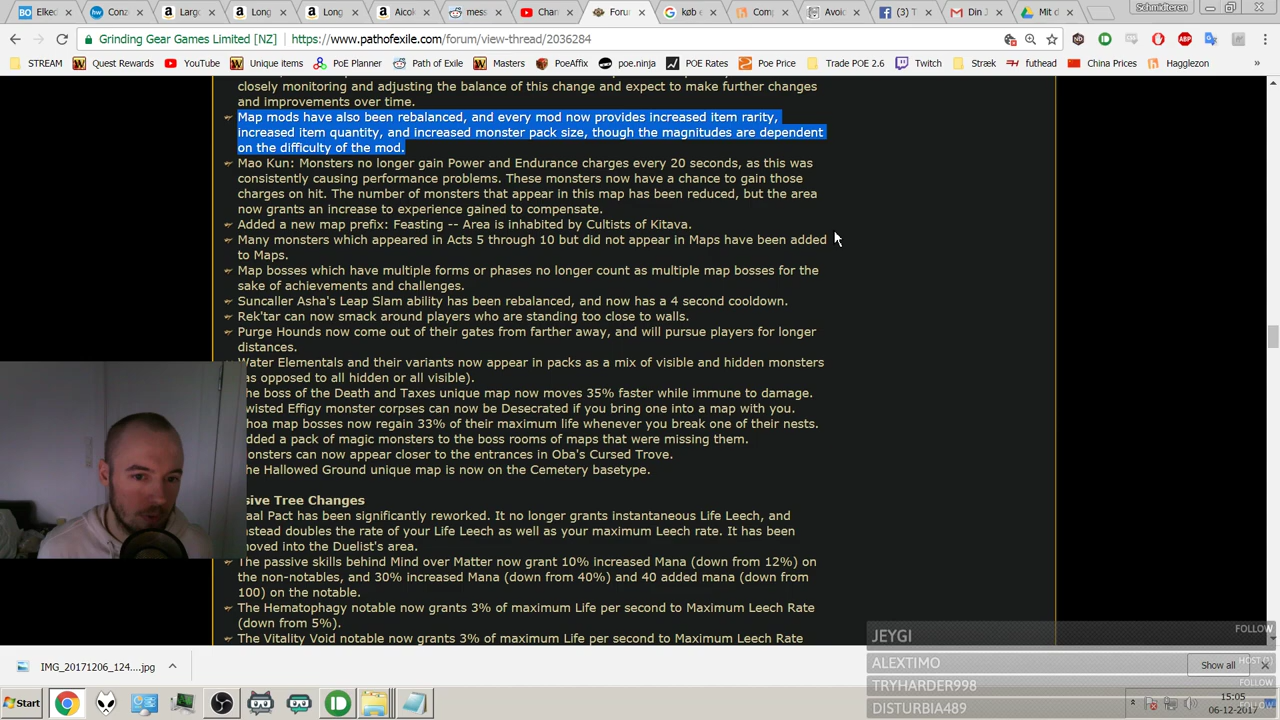 Elked
Conze
Largo
Long
Long
Aicok
mess
Chan
Foru
køb e
Comp
Avoid
(3) T
Din J
Mit d
Schmidteren
Grinding Gear Games Limited [NZ] https://www.pathofexile.com/forum/view-thread/2036284
STREAM Quest Rewards YouTube Unique items PoE Planner Path of Exile Masters PoeAffix poe.ninja POE Rates Poe Price Trade POE 2.6 Twitch Stræk futhead China Prices Hagglezon »
closely monitoring and adjusting the balance of this change and expect to make further changes
and improvements over time.
Map mods have also been rebalanced, and every mod now provides increased item rarity,
increased item quantity, and increased monster pack size, though the magnitudes are dependent
on the difficulty of the mod.
Mao Kun: Monsters no longer gain Power and Endurance charges every 20 seconds, as this was
consistently causing performance problems. These monsters now have a chance to gain those
charges on hit. The number of monsters that appear in this map has been reduced, but the area
now grants an increase to experience gained to compensate.
Added a new map prefix: Feasting -- Area is inhabited by Cultists of Kitava.
Many monsters which appeared in Acts 5 through 10 but did not appear in Maps have been added
to Maps.
Map bosses which have multiple forms or phases no longer count as multiple map bosses for the
sake of achievements and challenges.
Suncaller Asha's Leap Slam ability has been rebalanced, and now has a 4 second cooldown.
Rek'tar can now smack around players who are standing too close to walls.
Purge Hounds now come out of their gates from farther away, and will pursue players for longer
distances.
Water Elementals and their variants now appear in packs as a mix of visible and hidden monsters
as opposed to all hidden or all visible).
he boss of the Death and Taxes unique map now moves 35% faster while immune to damage.
wisted Effigy monster corpses can now be Desecrated if you bring one into a map with you.
hoa map bosses now regain 33% of their maximum life whenever you break one of their nests.
dded a pack of magic monsters to the boss rooms of maps that were missing them.
onsters can now appear closer to the entrances in Oba's Cursed Trove.
he Hallowed Ground unique map is now on the Cemetery basetype.
sive Tree Changes
aal Pact has been significantly reworked. It no longer grants instantaneous Life Leech, and
nstead doubles the rate of your Life Leech as well as your maximum Leech rate. It has been
moved into the Duelist's area.
The passive skills behind Mind over Matter now grant 10% increased Mana (down from 12%) on
the non-notables, and 30% increased Mana (down from 40%) and 40 added mana (down from
100) on the notable.
The Hematophagy notable now grants 3% of maximum Life per second to Maximum Leech Rate
(down from 5%).
The Vitality Void notable now grants 3% of maximum Life per second to Maximum Leech Rate
JEYGI FOLLOW
ALEXTIMO HOST (1)
TRYHARDER998 FOLLOW
DISTURBIA489 FOLLOW
IMG_20171206_124....jpg
Show all
Start
15:05
06-12-2017